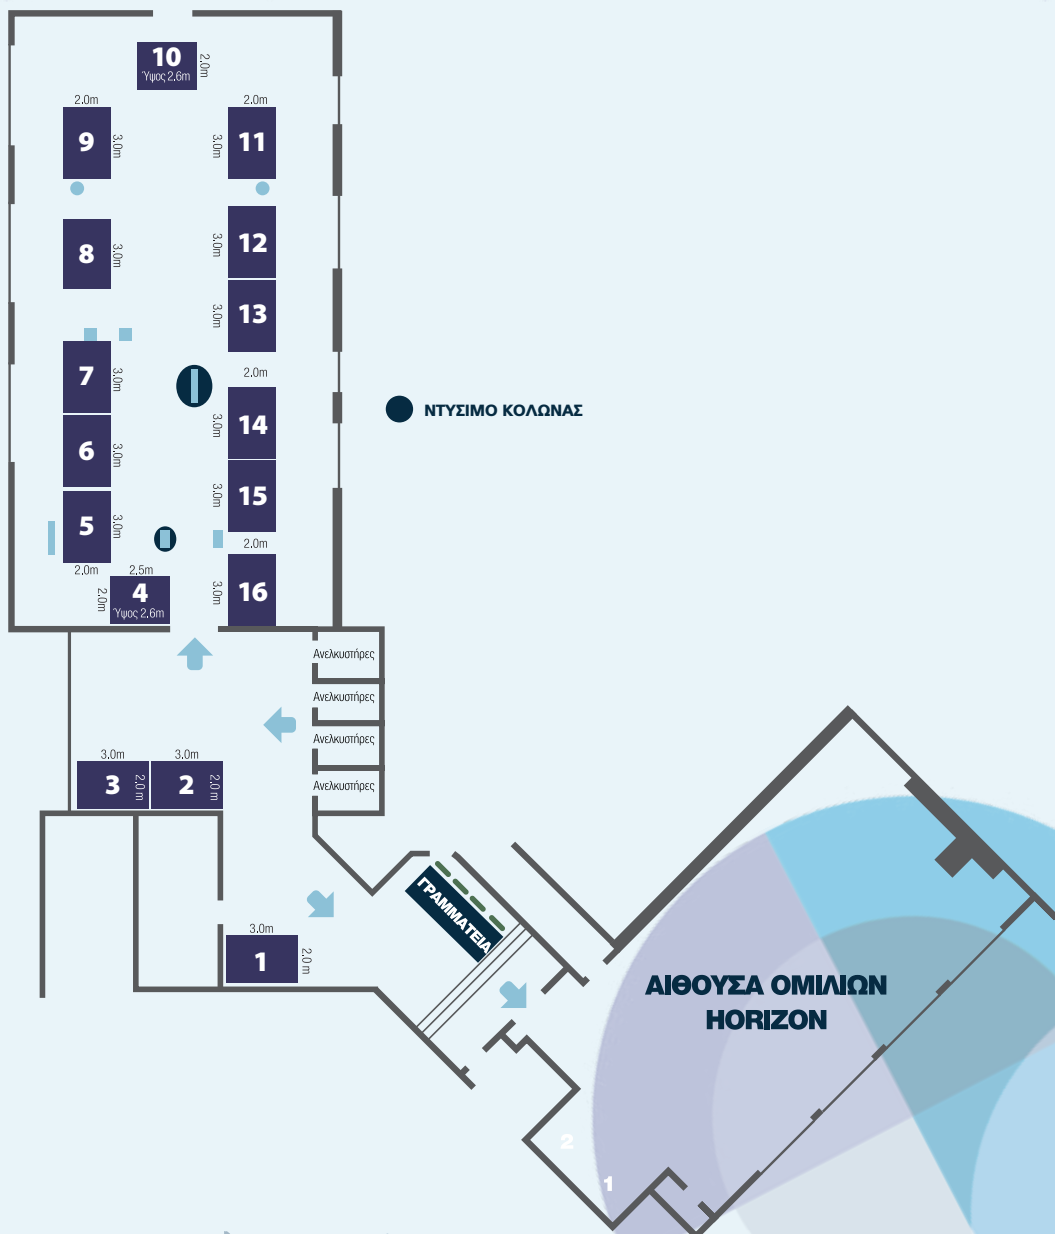 10
Ύψος 2.6m
2.0m
2.0m
2.0m
9
3.0m
3.0m
11
8
3.0m
3.0m
12
3.0m
13
7
3.0m
2.0m
ΝΤΥΣΙΜΟ ΚΟΛΩΝΑΣ
3.0m
14
6
3.0m
3.0m
15
5
3.0m
2.0m
2.0m
2.5m
2.0m
4
Ύψος 2.6m
3.0m
16
Ανελκυστήρες
Ανελκυστήρες
Ανελκυστήρες
Ανελκυστήρες
3.0m
3.0m
3
2.0 m
2
2.0 m
ΓΡΑΜΜΑΤΕΙΑ
3.0m
1
2.0 m
ΑΙΘΟΥΣΑ ΟΜΙΛΙΩΝ
HORIZON
2
1